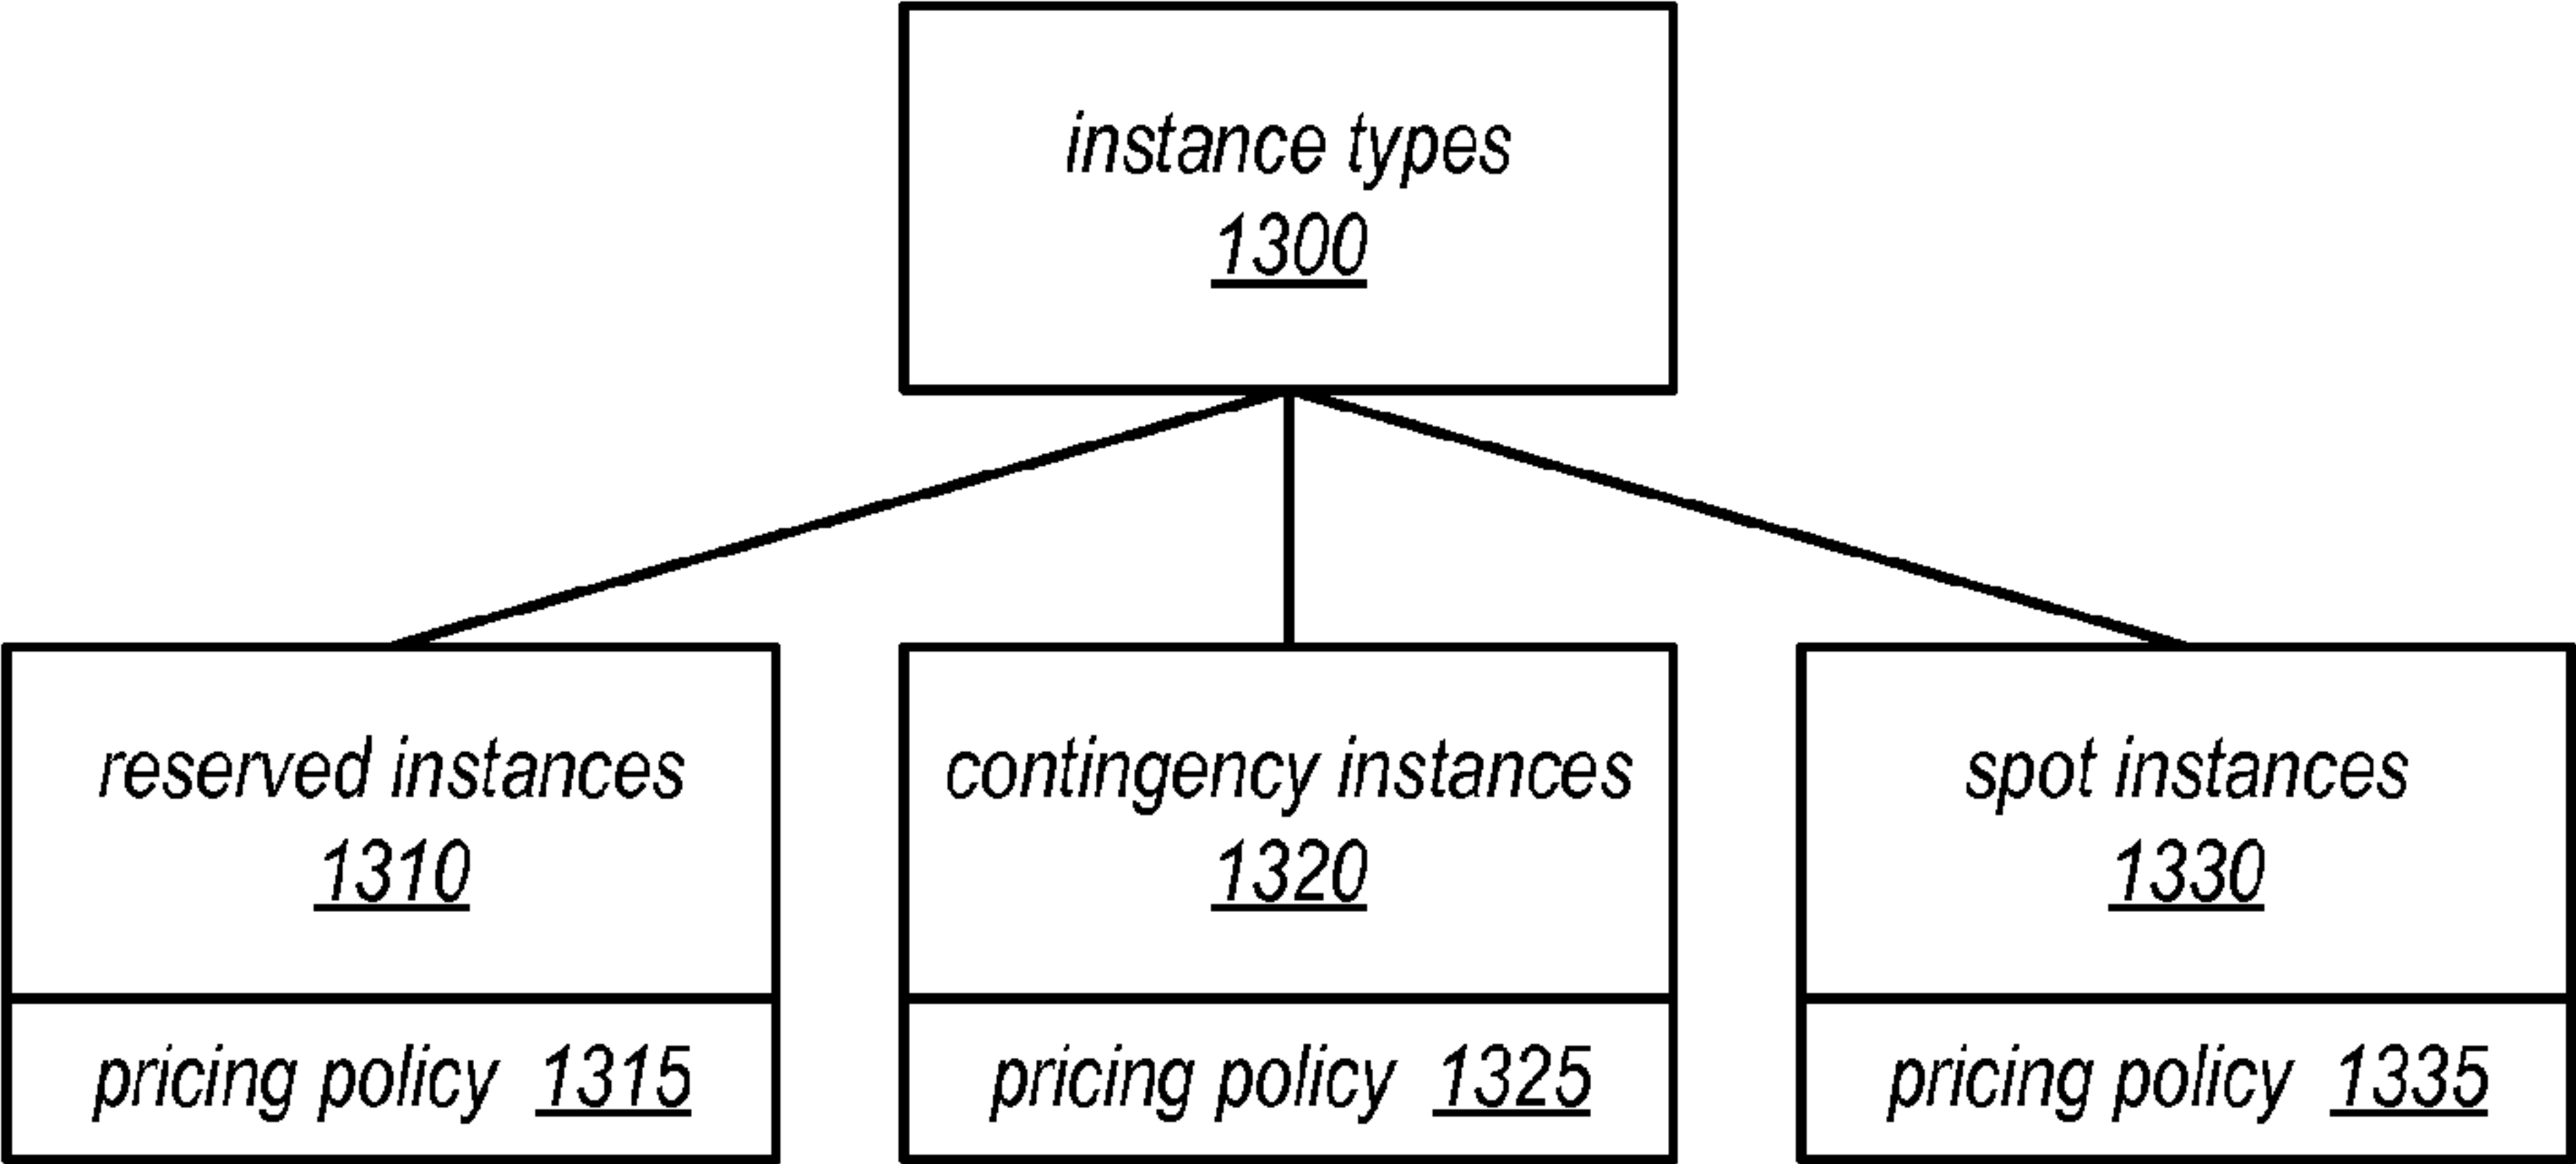 instance types
1300
reserved instances
1310
pricing policy 1315
contingency instances
1320
pricing policy 1325
spot instances
1330
pricing policy 1335